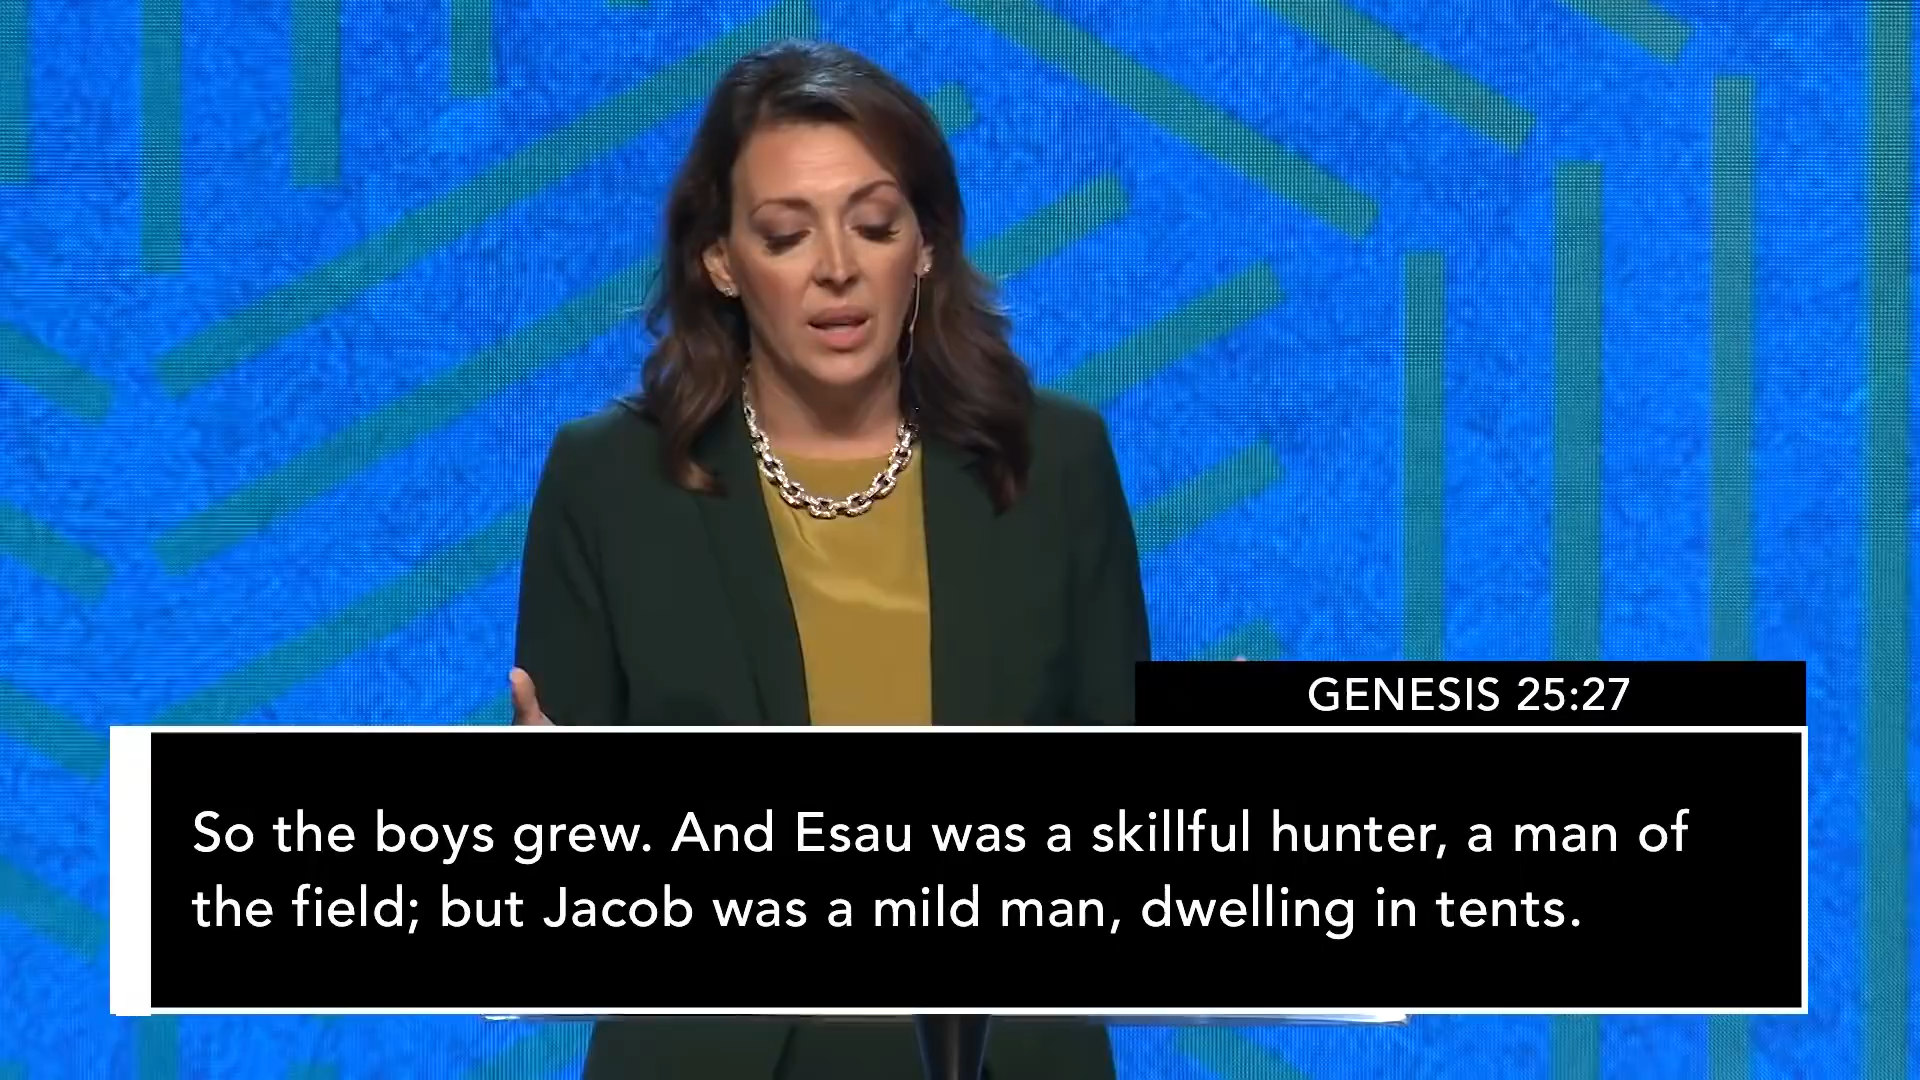 GENESIS 25:27
So the boys grew. And Esau was a skillful hunter, a man of
the field; but Jacob was a mild man, dwelling in tents.